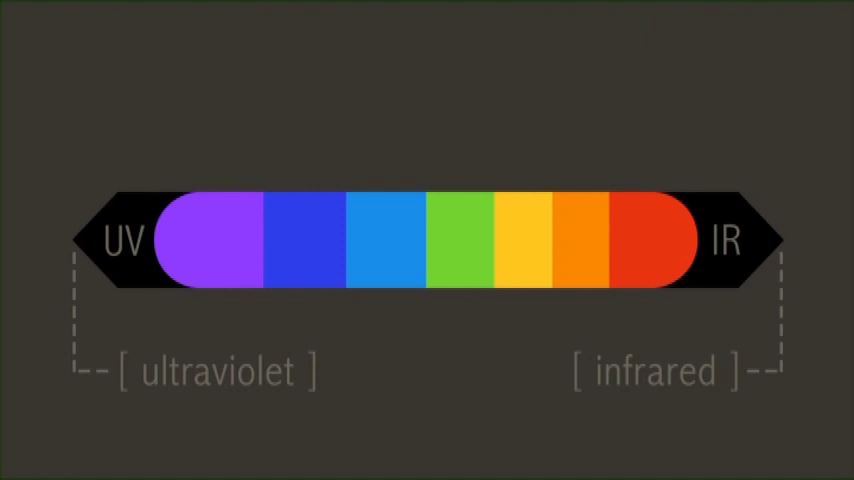 UV
IR
[ ultraviolet ]
[ infrared ]